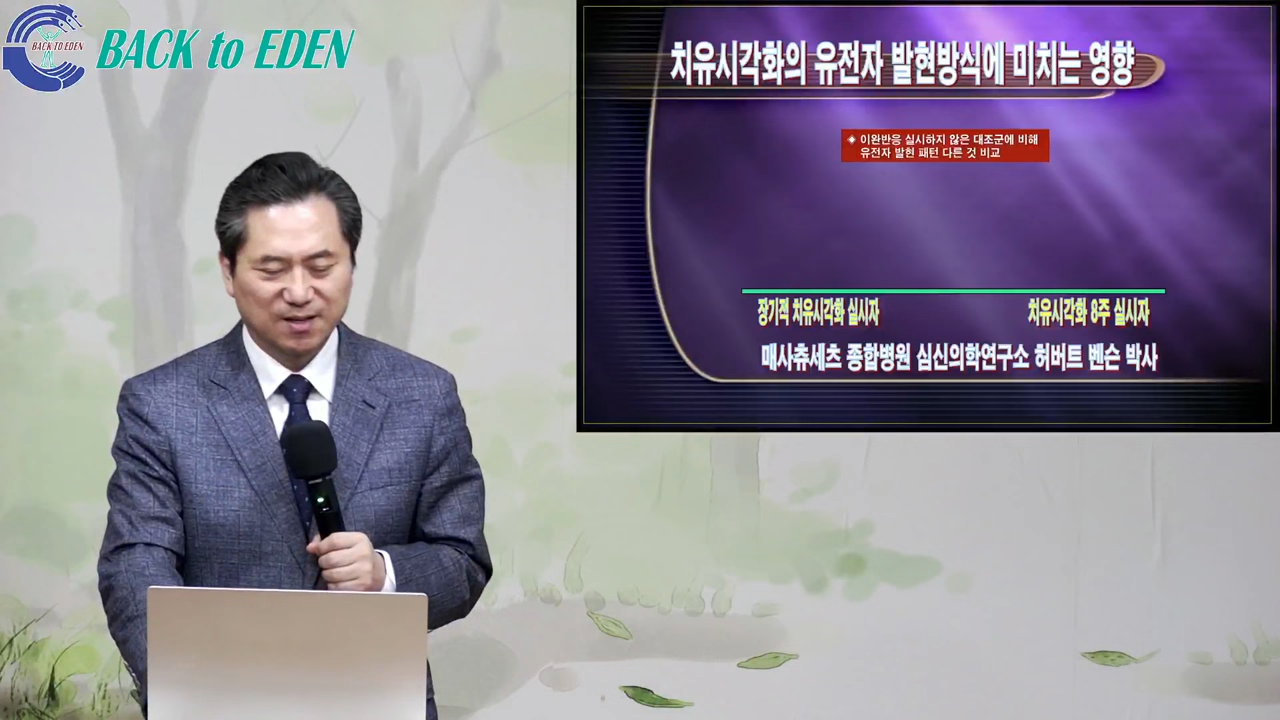 BACK TO EDEN
BACK to EDEN
치유시각화의 유전자 발현방식에 미치는 영향
◈ 이완반응 실시하지 않은 대조군에 비해
유전자 발현 패턴 다른 것 비교
장기적 치유시각화 실시자
치유시각화 8주 실시자
매사츄세츠 종합병원 심신의학연구소 허버트 벤슨 박사